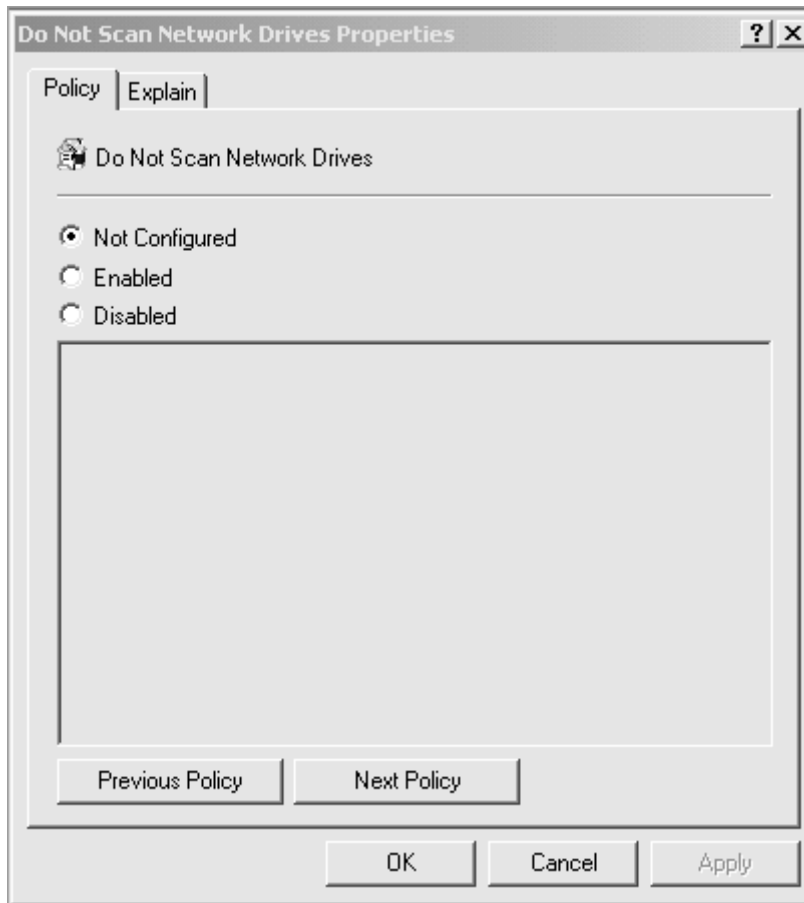 Do Not Scan Network Drives Properties
Policy
Explain
Do Not Scan Network Drives
Not Configured
Enabled
Disabled
Previous Policy
Next Policy
OK
Cancel
Apply